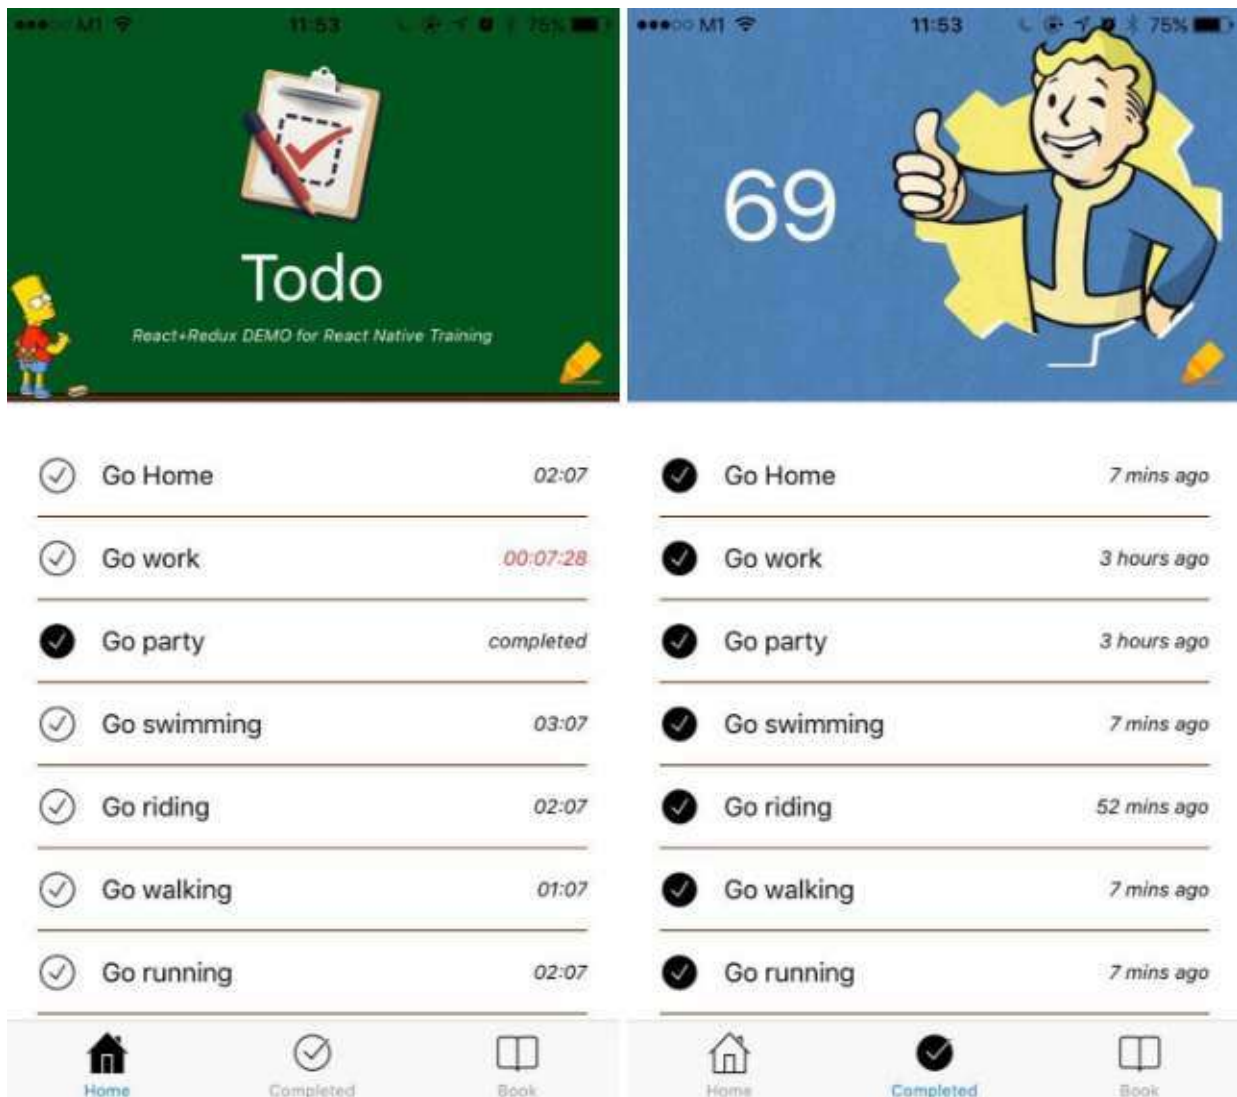 M1 11:53 75%
Todo
React+Redux DEMO for React Native Training
Go Home 02:07
Go work 00:07:28
Go party completed
Go swimming 03:07
Go riding 02:07
Go walking 01:07
Go running 02:07
Home Completed Book
M1 11:53 75%
69
Go Home 7 mins ago
Go work 3 hours ago
Go party 3 hours ago
Go swimming 7 mins ago
Go riding 52 mins ago
Go walking 7 mins ago
Go running 7 mins ago
Home Completed Book